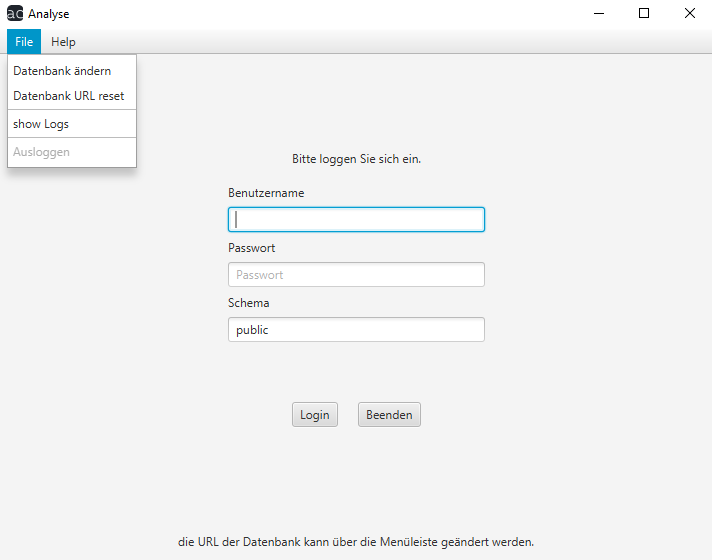 ac Analyse
File Help
Datenbank ändern
Datenbank URL reset
show Logs
Ausloggen
Bitte loggen Sie sich ein.
Benutzername
Passwort
Passwort
Schema
public
Login Beenden
die URL der Datenbank kann über die Menüleiste geändert werden.